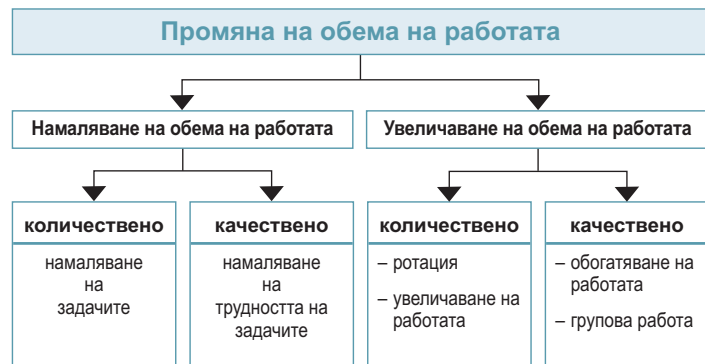 Промяна на обема на работата
Намаляване на обема на работата
Увеличаване на обема на работата
количествено
намаляване
на
задачите
качествено
намаляване
на
трудността на
задачите
количествено
– ротация
– увеличаване на
работата
качествено
– обогатяване на
работата
– групова работа